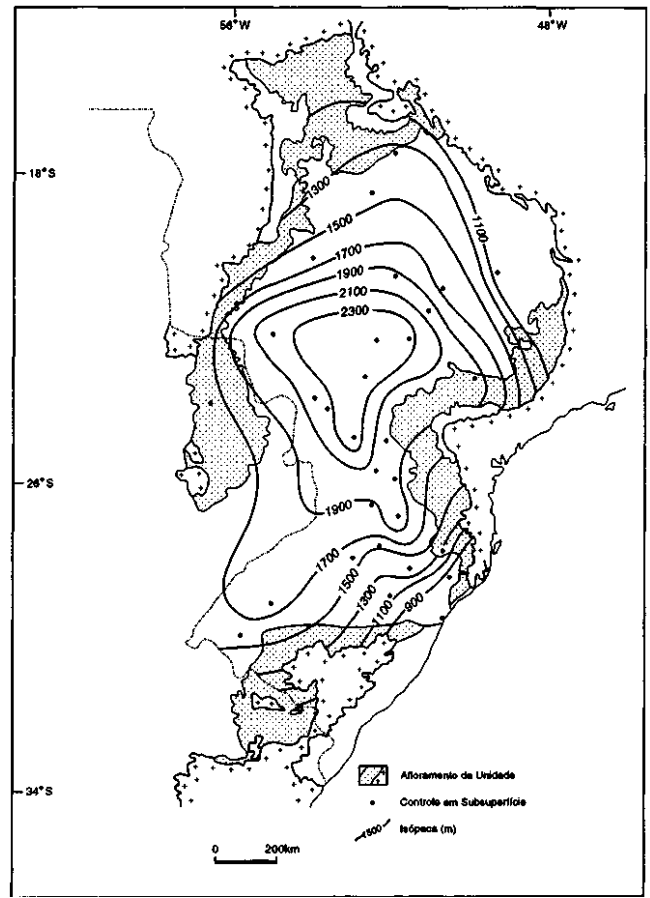 56°W
48°W
18°S
1300
1500
1100
1700
1900
2100
2300
26°S
1900
1700
1500
1300
1100
900
34°S
Afloramento da Unidade
Controle em Subsuperfície
1500 Isópaca (m)
0 200km